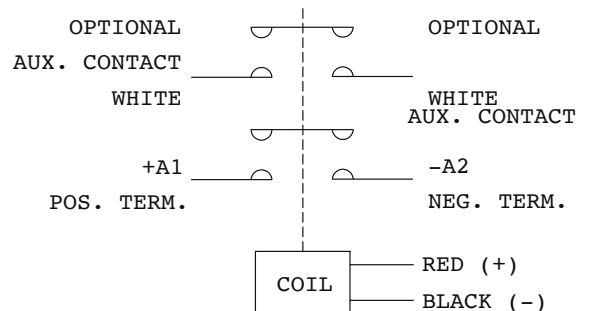 OPTIONAL OPTIONAL
AUX. CONTACT
WHITE WHITE
AUX. CONTACT
+A1 -A2
POS. TERM. NEG. TERM.
COIL
RED (+)
BLACK (-)